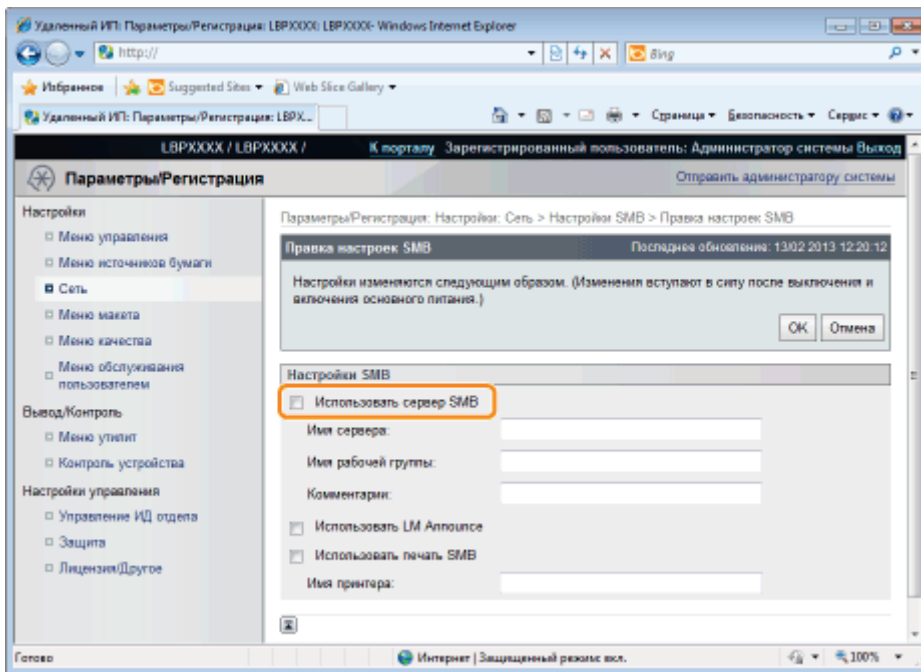 Удаленный ИП: Параметры/Регистрация: LBPXXXX: LBPXXXX- Windows Internet Explorer
http://
Bing
Избранное Suggested Sites Web Slice Gallery
Удаленный ИП: Параметры/Регистрация: LBPX...
Страница Безопасность Сервис
LBPXXXX / LBPXXXX /
К порталу Зарегистрированный пользователь: Администратор системы Выход
Параметры/Регистрация
Отправить администратору системы
Настройки
Меню управления
Меню источников бумаги
Сеть
Меню макета
Меню качества
Меню обслуживания
пользователем
Вывод/Контроль
Меню утилит
Контроль устройства
Настройки управления
Управление ИД отдела
Защита
Лицензия/Другое
Параметры/Регистрация: Настройки: Сеть > Настройки SMB > Правка настроек SMB
Правка настроек SMB
Последнее обновление: 13/02 2013 12:20:12
Настройки изменяются следующим образом. (Изменения вступают в силу после выключения и
включения основного питания.)
OK Отмена
Настройки SMB
Использовать сервер SMB
Имя сервера:
Имя рабочей группы:
Комментарии:
Использовать LM Announce
Использовать печать SMB
Имя принтера:
Готово
Интернет | Защищенный режим: вкл.
100%